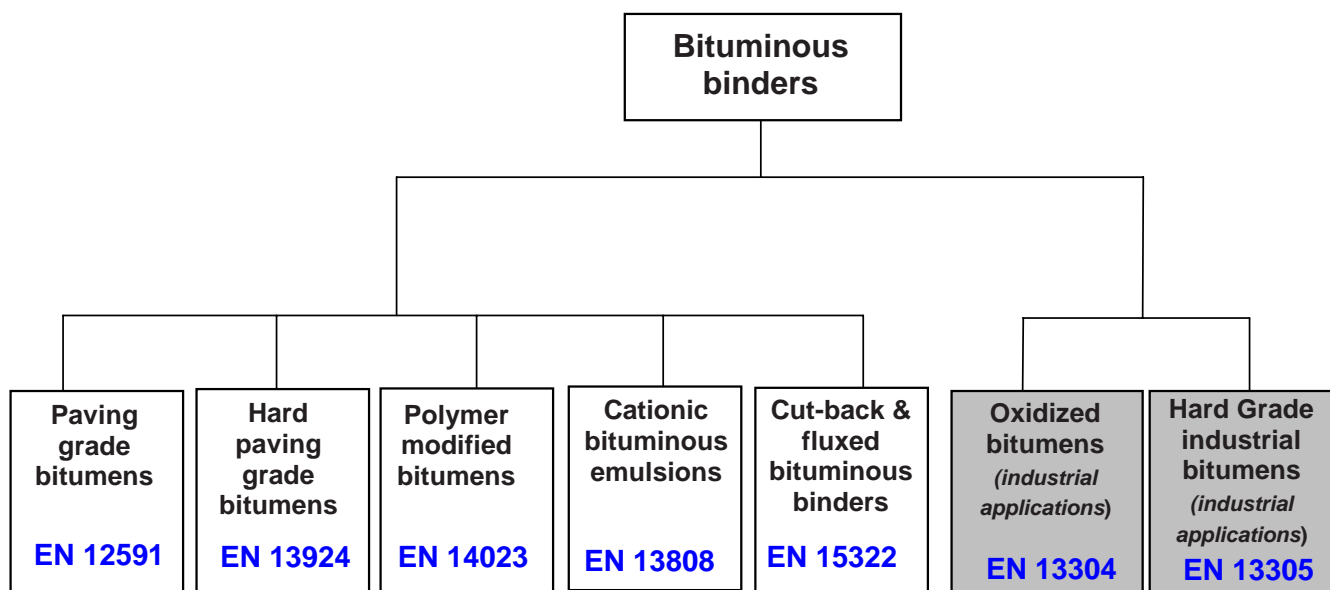 Bituminous
binders
Paving
grade
bitumens
EN 12591
Hard
paving
grade
bitumens
EN 13924
Polymer
modified
bitumens
EN 14023
Cationic
bituminous
emulsions
EN 13808
Cut-back &
fluxed
bituminous
binders
EN 15322
Oxidized
bitumens
(industrial
applications)
EN 13304
Hard Grade
industrial
bitumens
(industrial
applications)
EN 13305